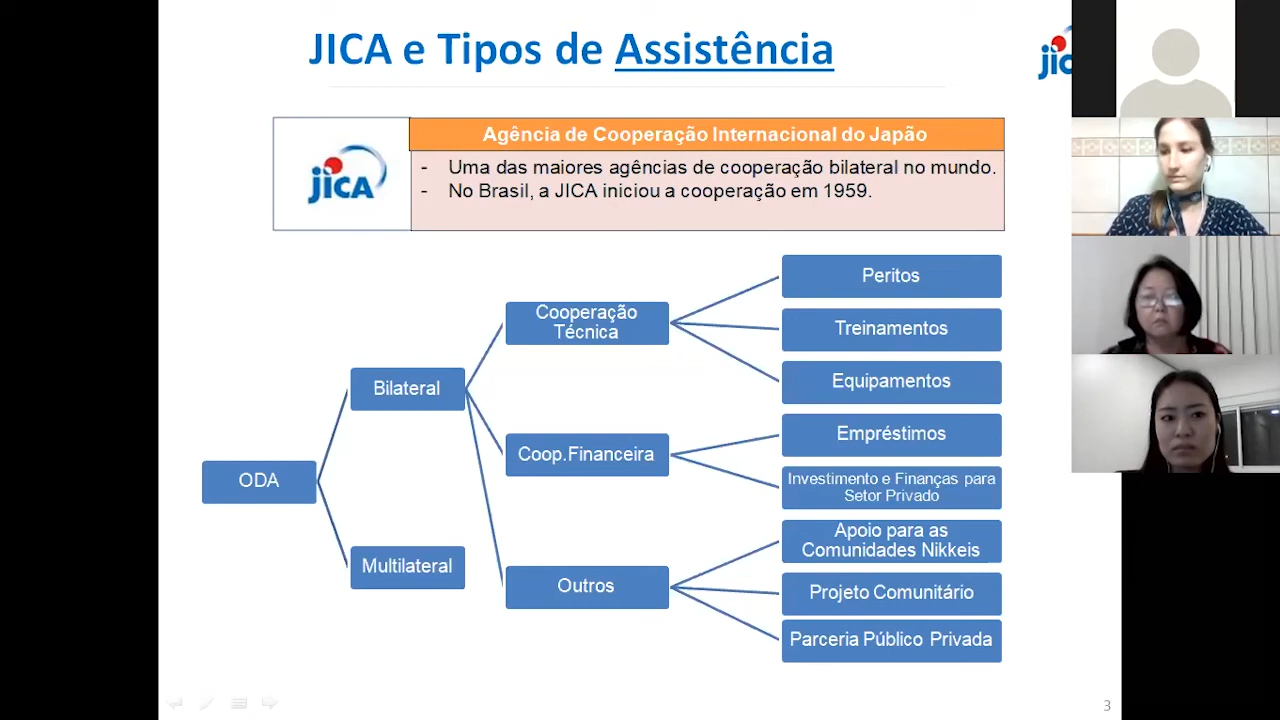 JICA e Tipos de Assistência
JICA
Agência de Cooperação Internacional do Japão
JICA
- Uma das maiores agências de cooperação bilateral no mundo.
- No Brasil, a JICA iniciou a cooperação em 1959.
ODA
Bilateral
Multilateral
Cooperação
Técnica
Coop.Financeira
Outros
Peritos
Treinamentos
Equipamentos
Empréstimos
Investimento e Finanças para
Setor Privado
Apoio para as
Comunidades Nikkeis
Projeto Comunitário
Parceria Público Privada
3